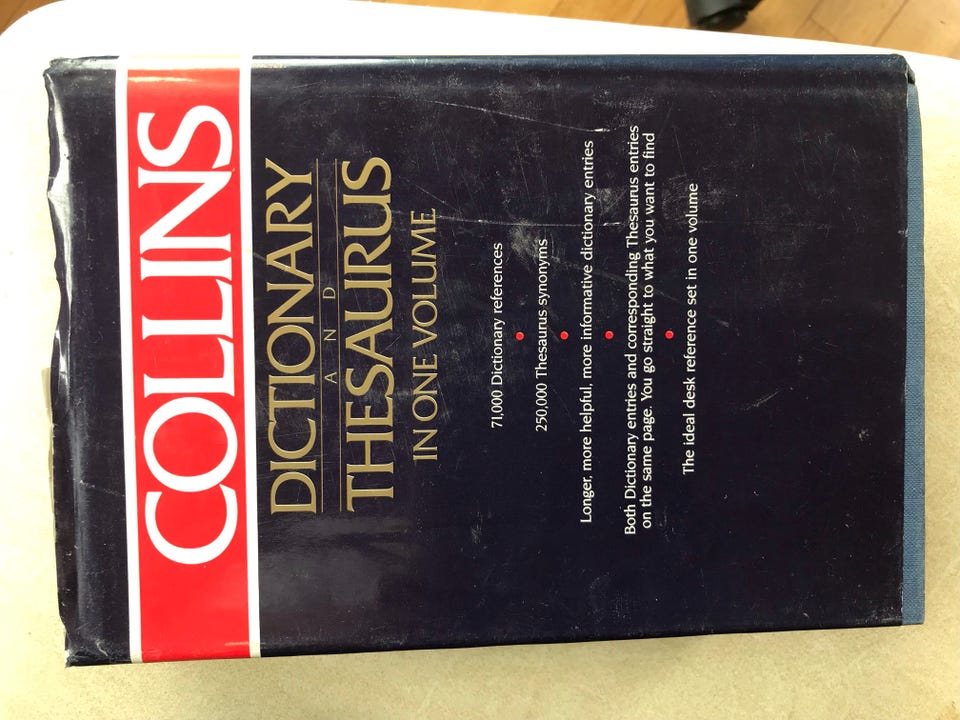 COLLINS
DICTIONARY
AND
THESAURUS
IN ONE VOLUME
71,000 Dictionary references
250,000 Thesaurus synonyms
Longer, more helpful, more informative dictionary entries
Both Dictionary entries and corresponding Thesaurus entries
on the same page. You go straight to what you want to find
The ideal desk reference set in one volume